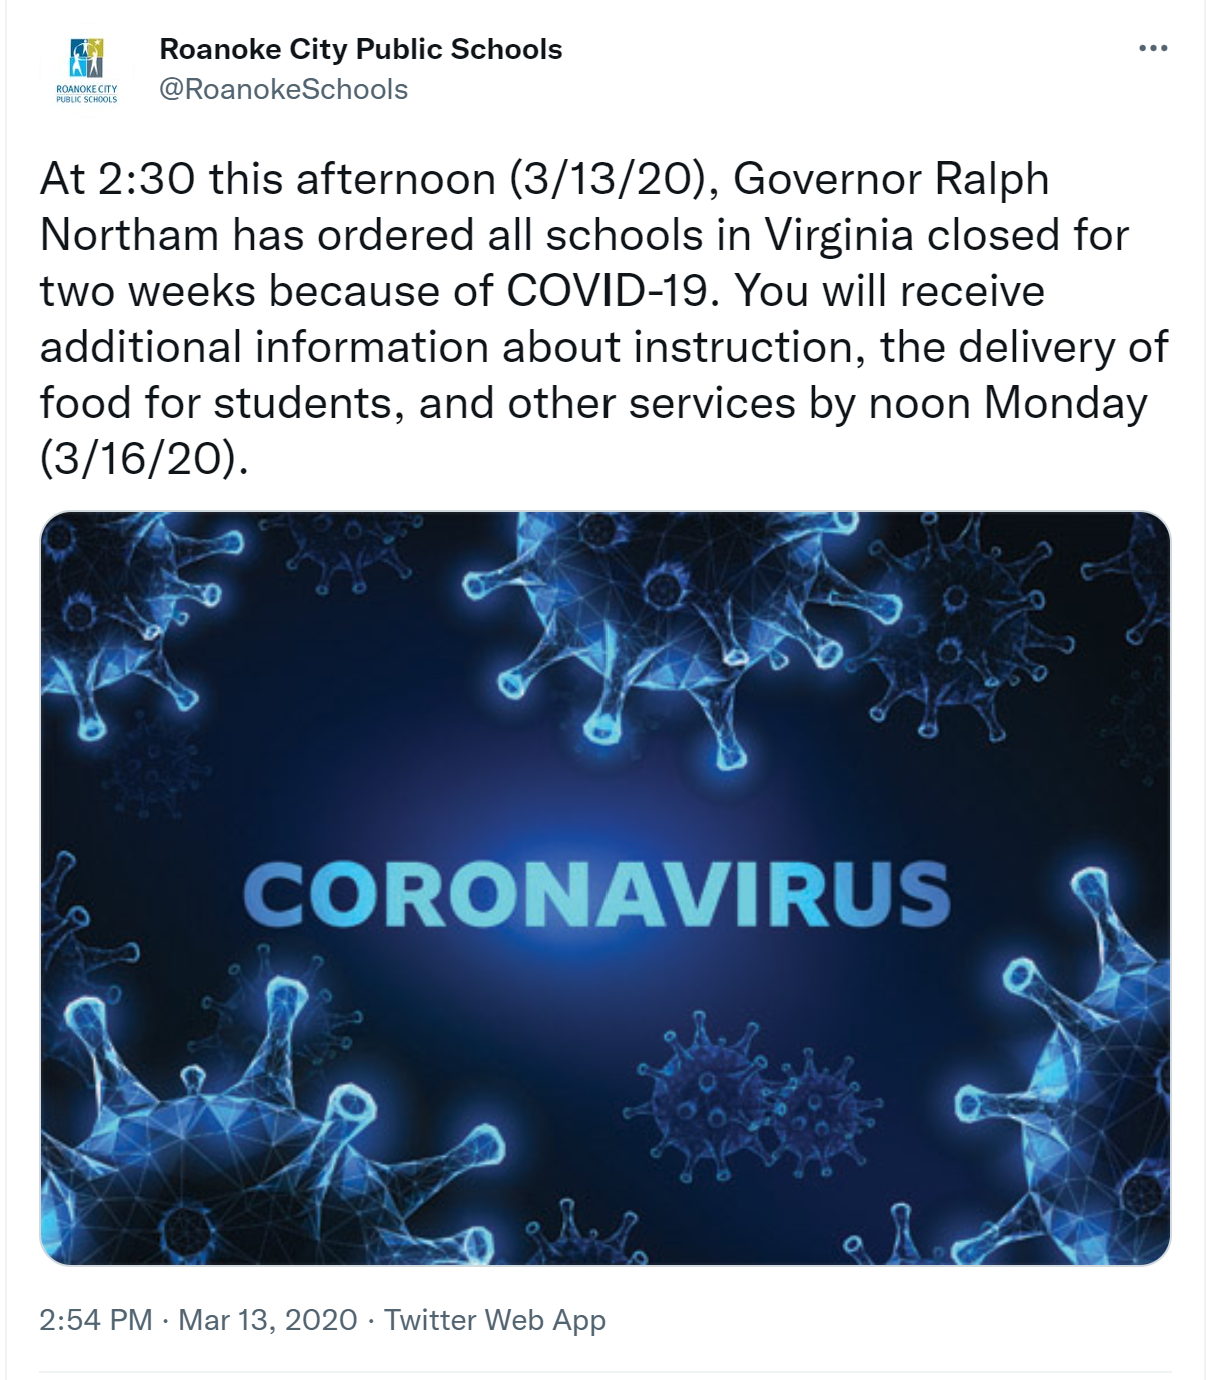 Roanoke City Public Schools
@RoanokeSchools
ROANOKE CITY
PUBLIC SCHOOLS
At 2:30 this afternoon (3/13/20), Governor Ralph
Northam has ordered all schools in Virginia closed for
two weeks because of COVID-19. You will receive
additional information about instruction, the delivery of
food for students, and other services by noon Monday
(3/16/20).
CORONAVIRUS
2:54 PM · Mar 13, 2020 · Twitter Web App